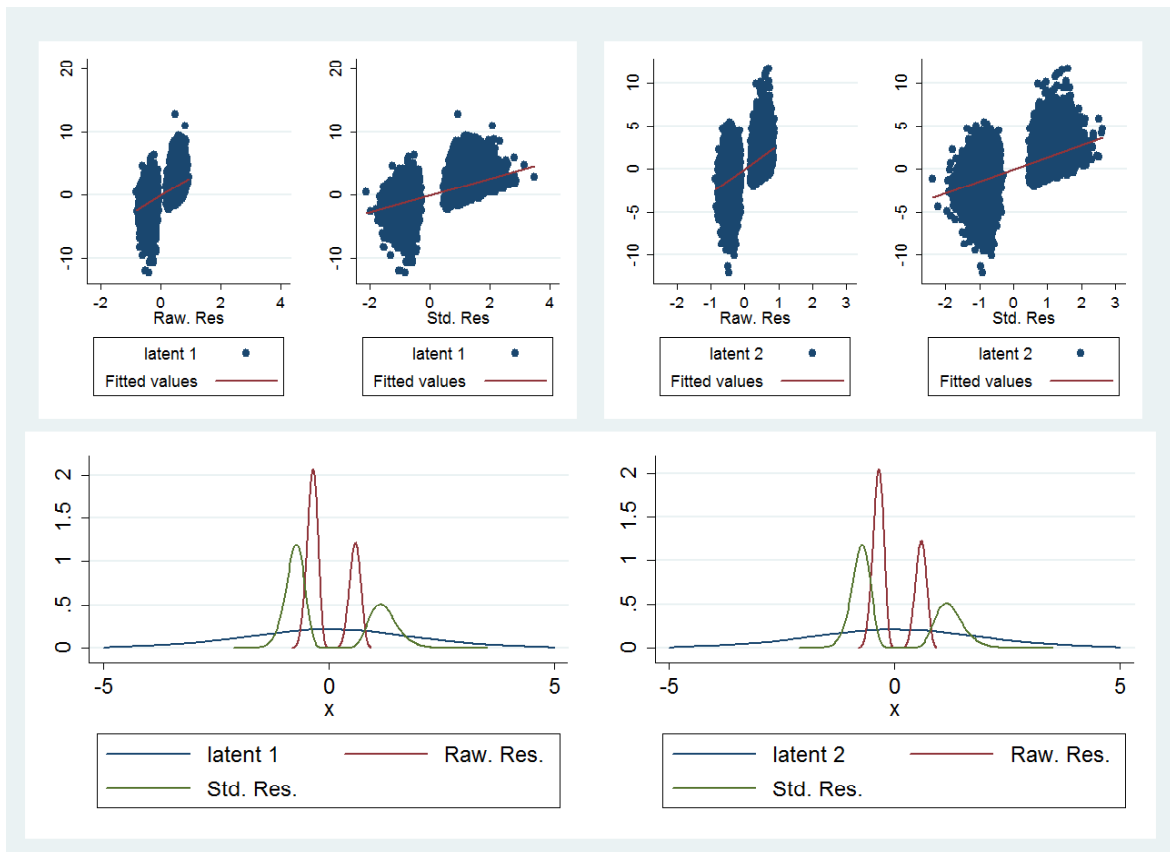 20
10
0
-10
-2 0 2 4
Raw. Res
latent 1
Fitted values
20
10
0
-10
-2 0 2 4
Std. Res
latent 1
Fitted values
10
5
0
-5
-10
-2 -1 0 1 2 3
Raw. Res
latent 2
Fitted values
10
5
0
-5
-10
-2 -1 0 1 2 3
Std. Res
latent 2
Fitted values
2
1.5
1
.5
0
-5 0 5
x
latent 1 Raw. Res.
Std. Res.
2
1.5
1
.5
0
-5 0 5
x
latent 2 Raw. Res.
Std. Res.